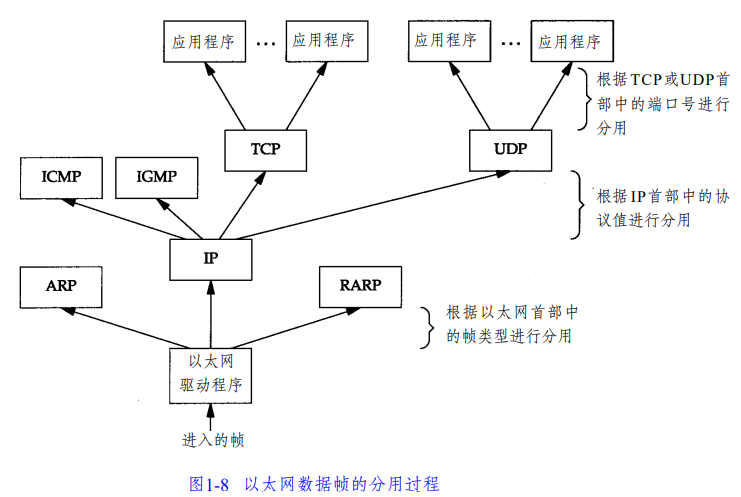 应用程序 … 应用程序 应用程序 … 应用程序
根据TCP或UDP首
部中的端口号进行
分用
TCP UDP
ICMP IGMP
根据IP首部中的协
议值进行分用
IP
ARP RARP
根据以太网首部中
的帧类型进行分用
以太网
驱动程序
进入的帧
图1-8 以太网数据帧的分用过程